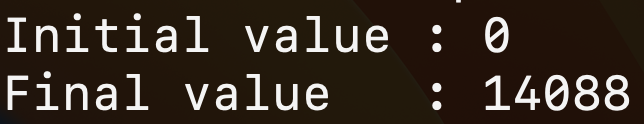 Initial value : 0
Final value   : 14088